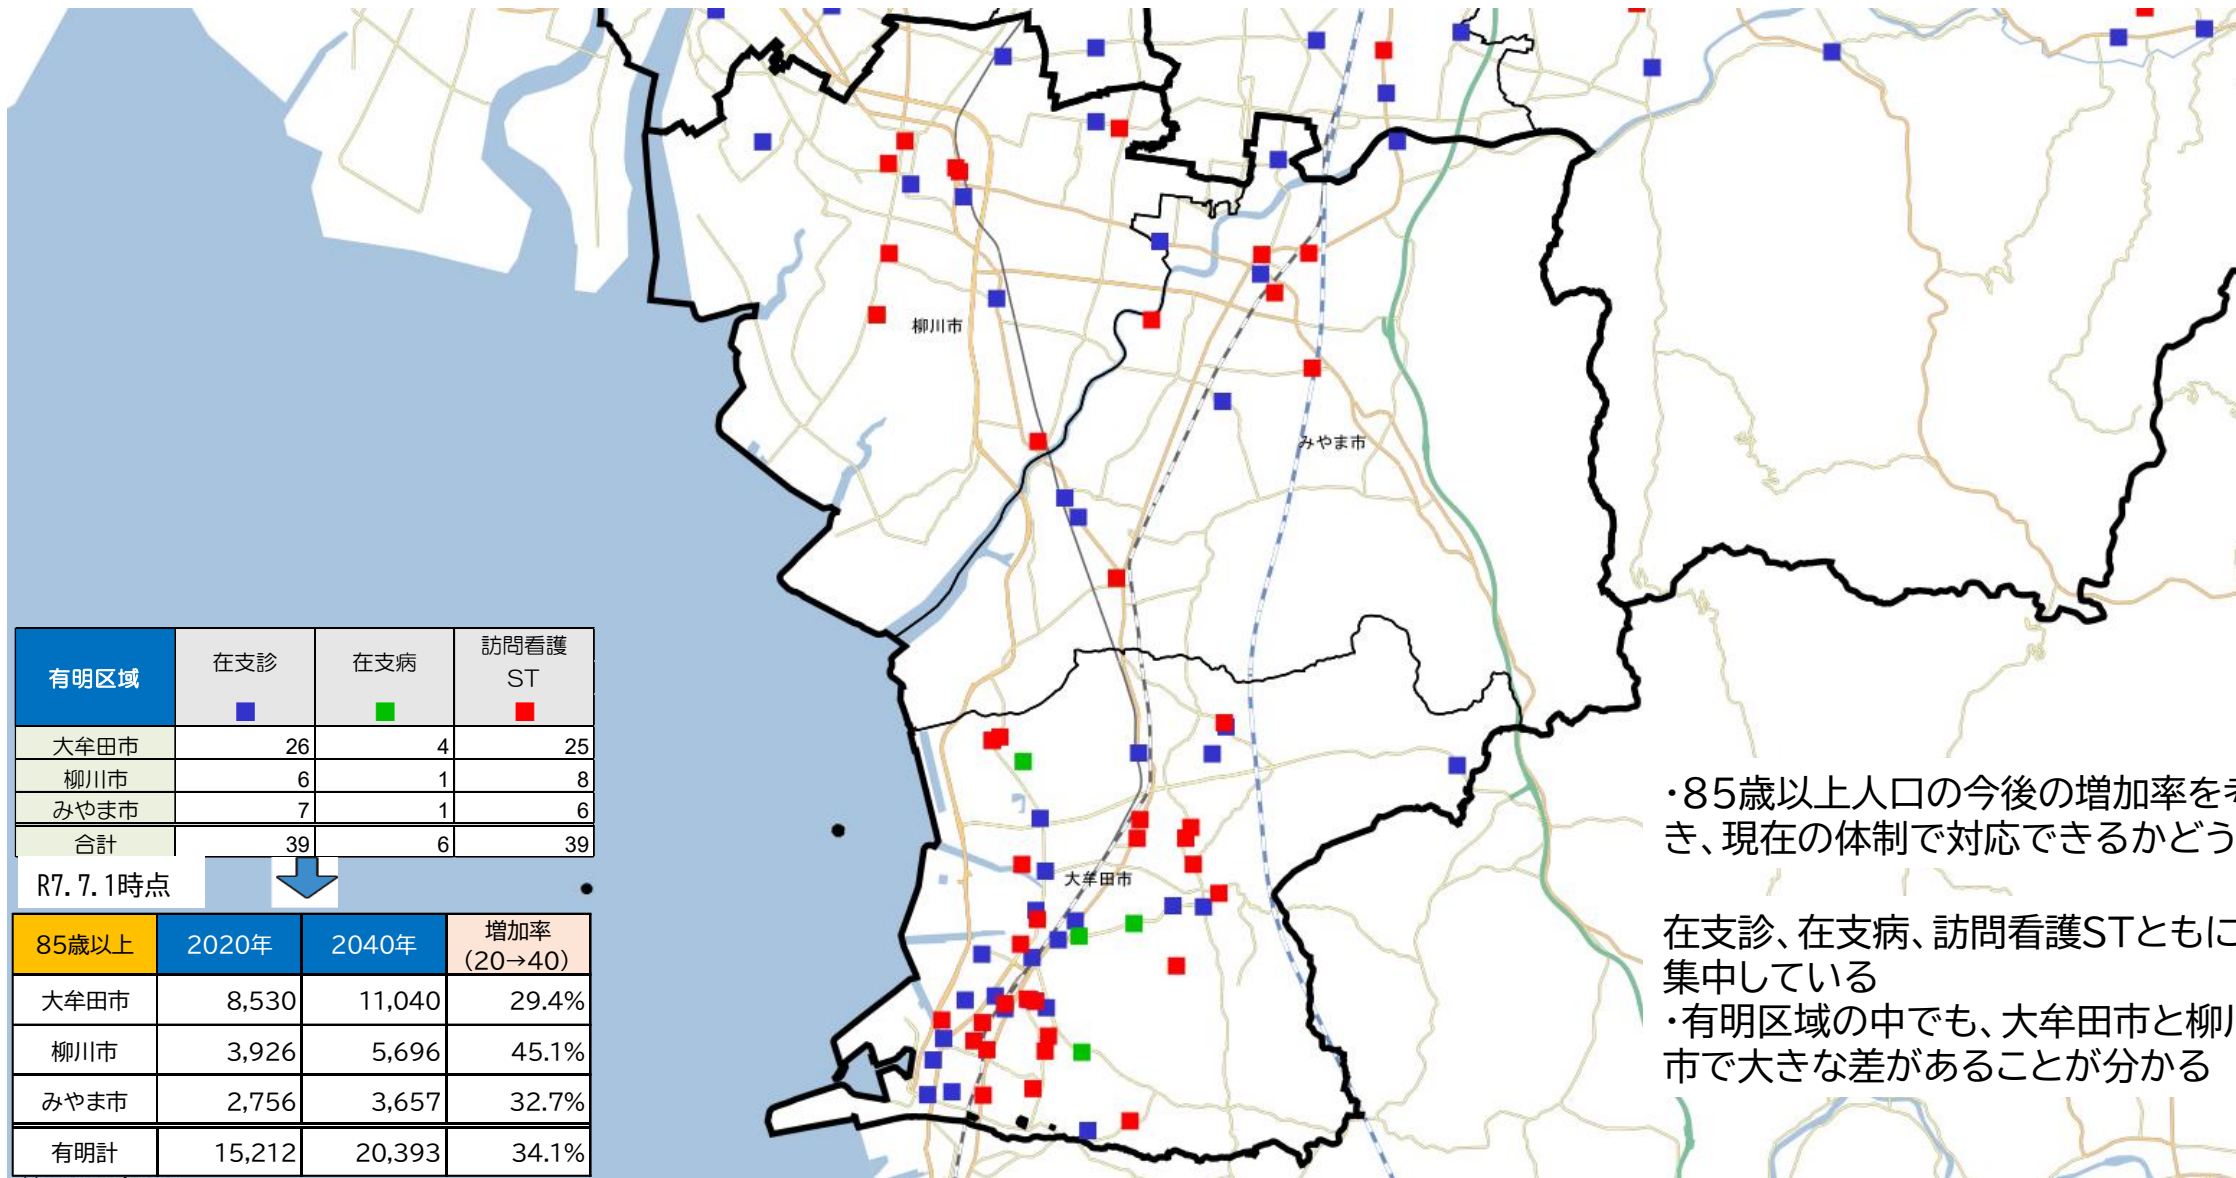 柳川市
みやま市
大牟田市
有明区域 在支診 在支病 訪問看護ST
大牟田市 26 4 25
柳川市 6 1 8
みやま市 7 1 6
合計 39 6 39
R7.7.1時点
85歳以上 2020年 2040年 増加率(20→40)
大牟田市 8,530 11,040 29.4%
柳川市 3,926 5,696 45.1%
みやま市 2,756 3,657 32.7%
有明計 15,212 20,393 34.1%
・85歳以上人口の今後の増加率を
き、現在の体制で対応できるかどう
在支診、在支病、訪問看護STともに
集中している
・有明区域の中でも、大牟田市と柳川
市で大きな差があることが分かる